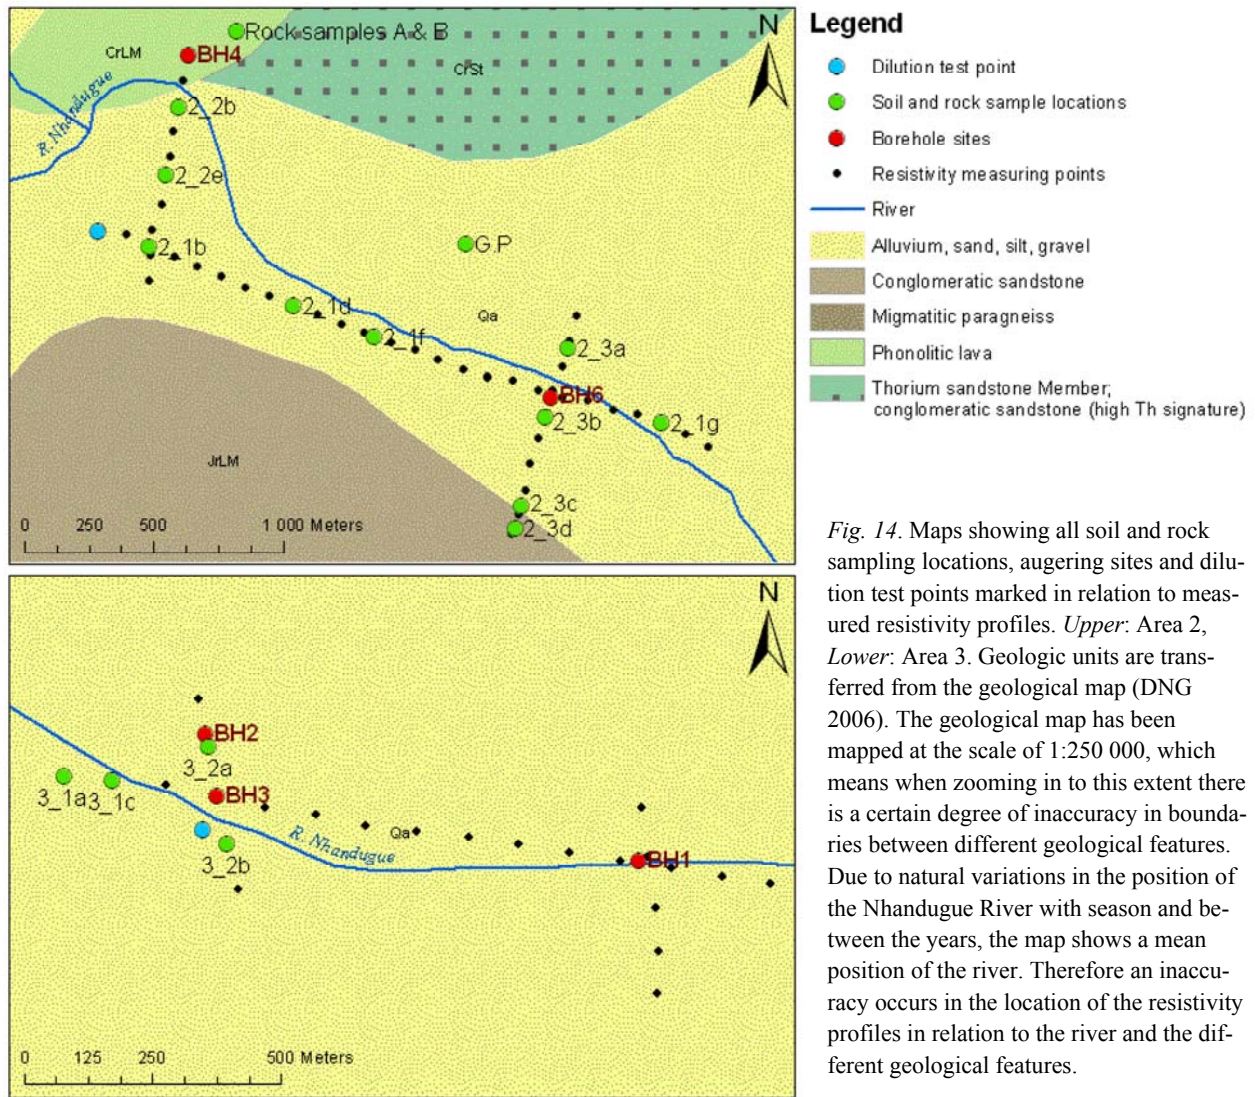 N
Rock samples A & B
CrLM
BH4
CrSt
R. Nhandugue
2_2b
2_2e
2_1b
G.P
2_1d
Qa
2_1f
2_3a
BH6
2_3b
2_1g
JrLM
2_3c
2_3d
0 250 500 1 000 Meters
N
BH2
3_2a
3_1a 3_1c
BH3
R. Nhandugue
Qa
3_2b
BH1
0 125 250 500 Meters
Legend
Dilution test point
Soil and rock sample locations
Borehole sites
Resistivity measuring points
River
Alluvium, sand, silt, gravel
Conglomeratic sandstone
Migmatitic paragneiss
Phonolitic lava
Thorium sandstone Member;
conglomeratic sandstone (high Th signature)
Fig. 14. Maps showing all soil and rock
sampling locations, augering sites and dilu-
tion test points marked in relation to meas-
ured resistivity profiles. Upper: Area 2,
Lower: Area 3. Geologic units are trans-
ferred from the geological map (DNG
2006). The geological map has been
mapped at the scale of 1:250 000, which
means when zooming in to this extent there
is a certain degree of inaccuracy in bounda-
ries between different geological features.
Due to natural variations in the position of
the Nhandugue River with season and be-
tween the years, the map shows a mean
position of the river. Therefore an inaccu-
racy occurs in the location of the resistivity
profiles in relation to the river and the dif-
ferent geological features.